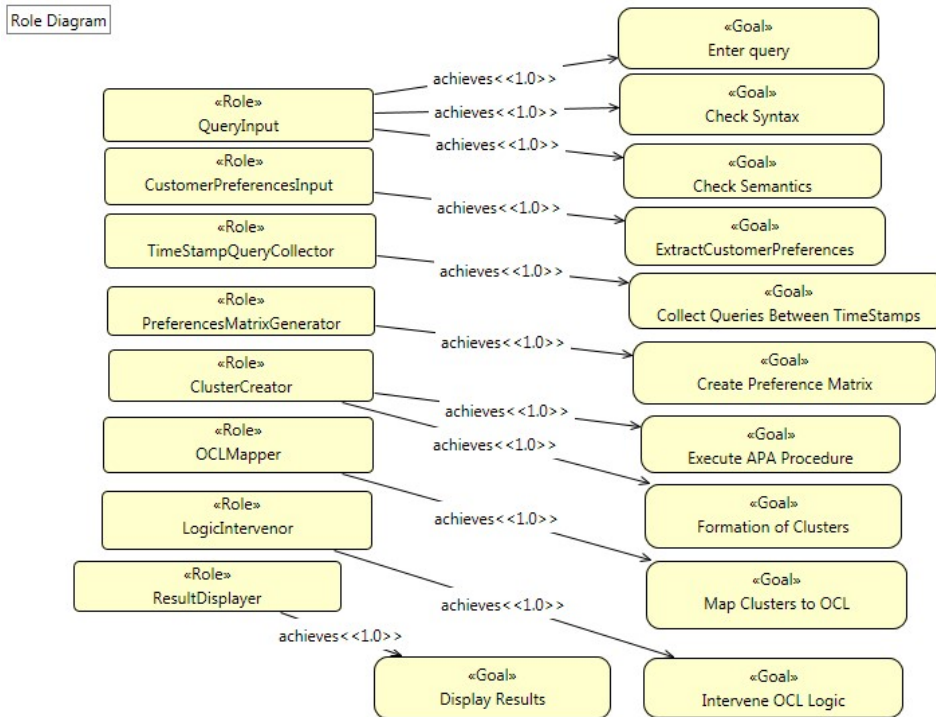 Role Diagram
«Goal»
Enter query
achieves<<1.0>>
«Role»
QueryInput
achieves<<1.0>>
«Goal»
Check Syntax
achieves<<1.0>>
«Goal»
Check Semantics
«Role»
CustomerPreferencesInput
achieves<<1.0>>
«Goal»
ExtractCustomerPreferences
«Role»
TimeStampQueryCollector
achieves<<1.0>>
«Goal»
Collect Queries Between TimeStamps
«Role»
PreferencesMatrixGenerator
achieves<<1.0>>
«Goal»
Create Preference Matrix
«Role»
ClusterCreator
achieves<<1.0>>
«Goal»
Execute APA Procedure
achieves<<1.0>>
«Goal»
Formation of Clusters
«Role»
OCLMapper
achieves<<1.0>>
«Goal»
Map Clusters to OCL
«Role»
LogicIntervenor
achieves<<1.0>>
«Goal»
Intervene OCL Logic
«Role»
ResultDisplayer
achieves<<1.0>>
«Goal»
Display Results